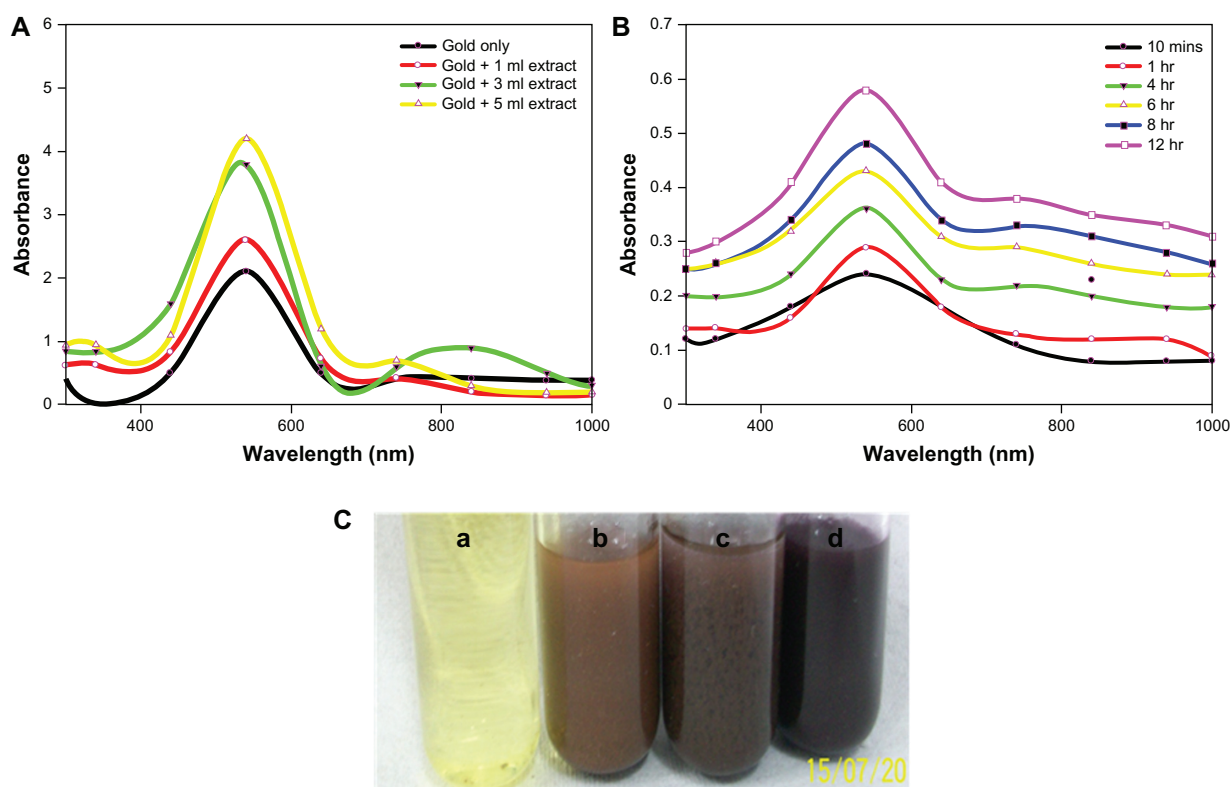 A
6
5
4
3
2
1
0
Absorbance
400
600
800
1000
Wavelength (nm)
Gold only
Gold + 1 ml extract
Gold + 3 ml extract
Gold + 5 ml extract
B
0.7
0.6
0.5
0.4
0.3
0.2
0.1
0
Absorbance
400
600
800
1000
Wavelength (nm)
10 mins
1 hr
4 hr
6 hr
8 hr
12 hr
C
a b c d
15/07/20